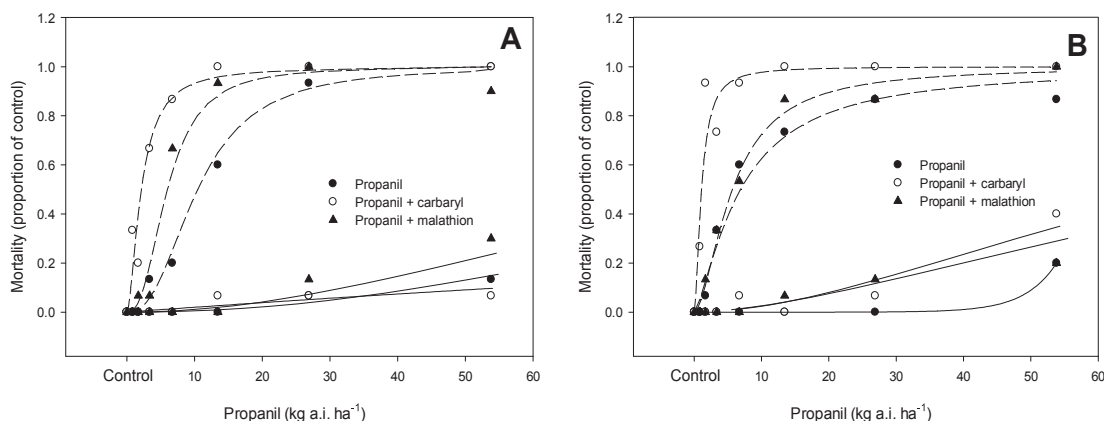 A
1.2
1.0
0.8
0.6
0.4
0.2
0.0
Mortality (proportion of control)
Propanil
Propanil + carbaryl
Propanil + malathion
Control
10
20
30
40
50
60
Propanil (kg a.i. ha⁻¹)
B
1.2
1.0
0.8
0.6
0.4
0.2
0.0
Mortality (proportion of control)
Propanil
Propanil + carbaryl
Propanil + malathion
Control
10
20
30
40
50
60
Propanil (kg a.i. ha⁻¹)